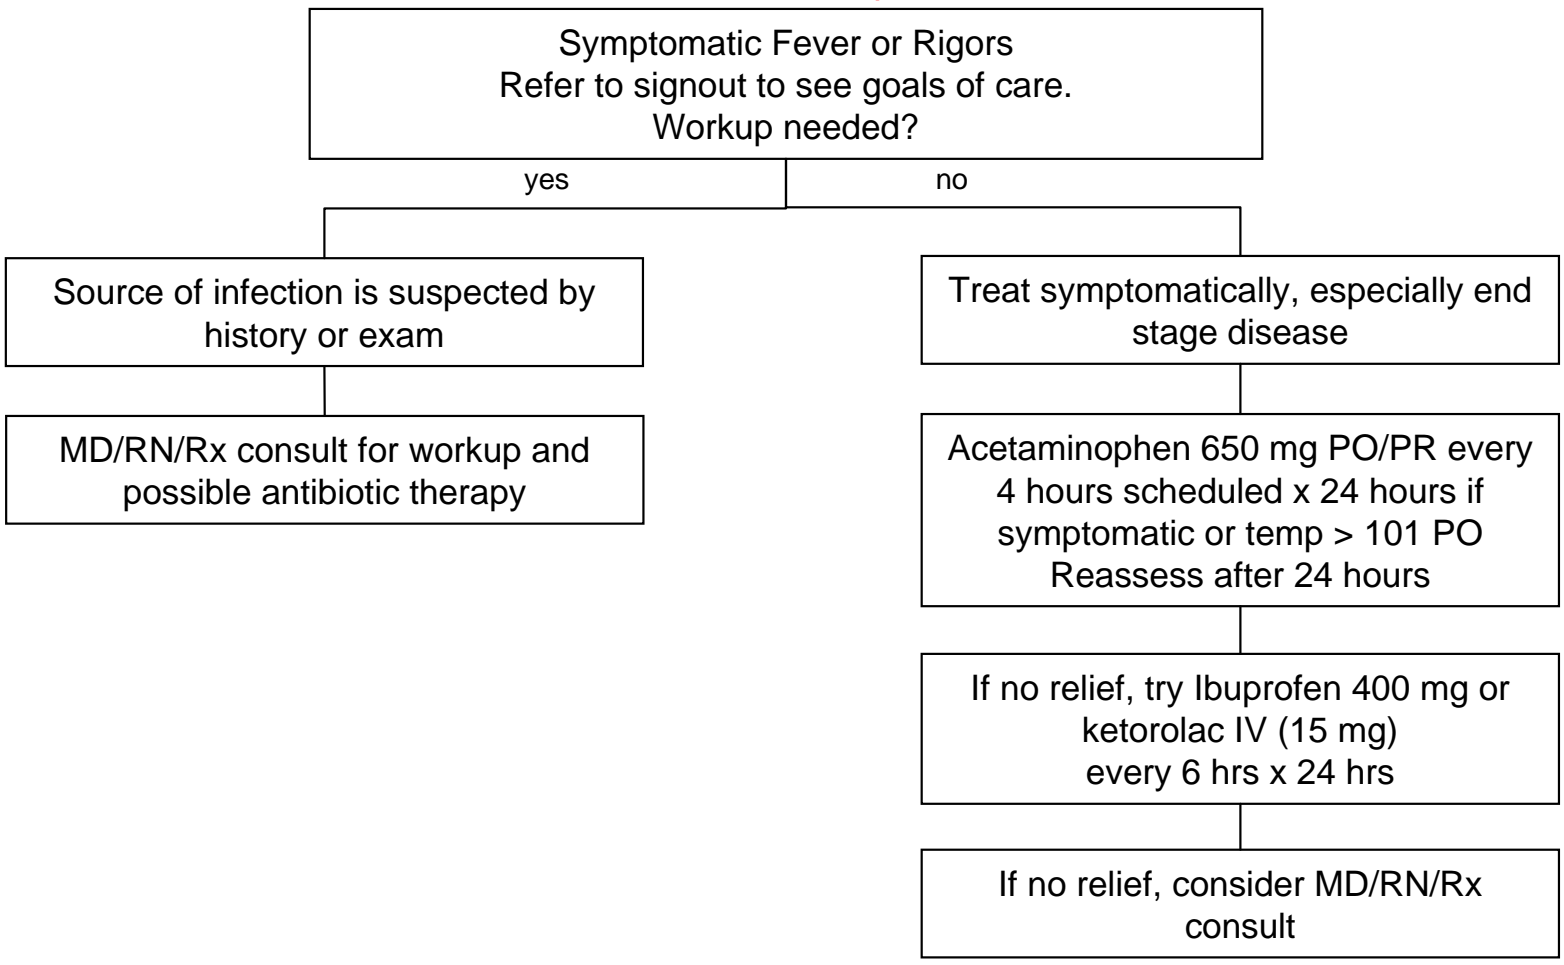 Symptomatic Fever or Rigors
Refer to signout to see goals of care.
Workup needed?
yes
no
Source of infection is suspected by
history or exam
MD/RN/Rx consult for workup and
possible antibiotic therapy
Treat symptomatically, especially end
stage disease
Acetaminophen 650 mg PO/PR every
4 hours scheduled x 24 hours if
symptomatic or temp > 101 PO
Reassess after 24 hours
If no relief, try Ibuprofen 400 mg or
ketorolac IV (15 mg)
every 6 hrs x 24 hrs
If no relief, consider MD/RN/Rx
consult